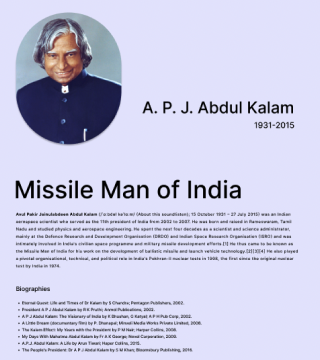 A. P. J. Abdul Kalam
1931-2015
Missile Man of India
Avul Pakir Jainulabdeen Abdul Kalam (About this soundlisten); 15 October 1931 – 27 July 2015) was an Indian
aerospace scientist who served as the 11th president of India from 2002 to 2007. He was born and raised in Rameswaram, Tamil
Nadu and studied physics and aerospace engineering. He spent the next four decades as a scientist and science administrator,
mainly at the Defence Research and Development Organisation (DRDO) and Indian Space Research Organisation (ISRO) and was
intimately involved in India's civilian space programme and military missile development efforts.[1] He thus came to be known as
the Missile Man of India for his work on the development of ballistic missile and launch vehicle technology.[2][3][4] He also played
a pivotal organisational, technical, and political role in India's Pokhran-II nuclear tests in 1998, the first since the original nuclear
test by India in 1974.
Biographies
• Eternal Quest: Life and Times of Dr Kalam by S Chandra; Pentagon Publishers, 2002.
• President A P J Abdul Kalam by R K Pruthi; Anmol Publications, 2002.
• A P J Abdul Kalam: The Visionary of India by K Bhushan, G Katyal; A P H Pub Corp, 2002.
• A Little Dream (documentary film) by P. Dhanapal; Minveli Media Works Private Limited, 2008.
• The Kalam Effect: My Years with the President by P M Nair; Harper Collins, 2008.
• My Days With Mahatma Abdul Kalam by Fr A K George; Novel Corporation, 2009.
• A.P.J. Abdul Kalam: A Life by Arun Tiwari; Haper Collins, 2015.
• The People's President: Dr A P J Abdul Kalam by S M Khan; Bloomsbury Publishing, 2016.